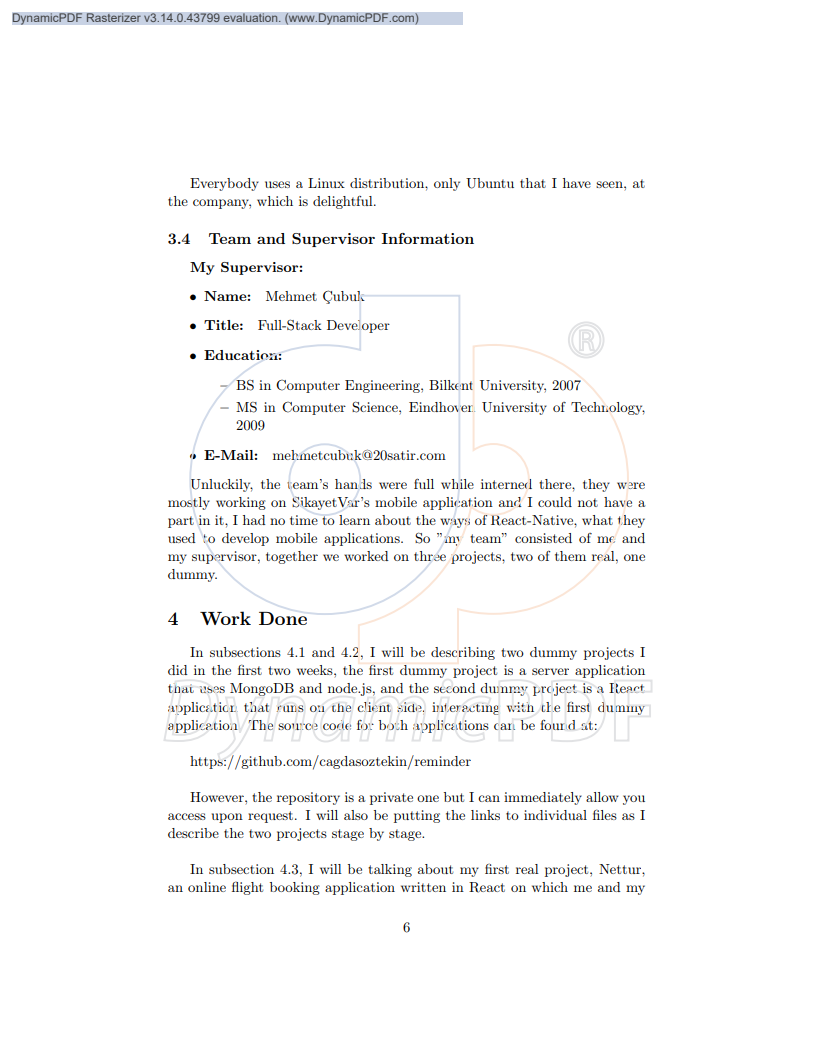 DynamicPDF Rasterizer v3.14.0.43799 evaluation. (www.DynamicPDF.com)
Everybody uses a Linux distribution, only Ubuntu that I have seen, at
the company, which is delightful.
3.4 Team and Supervisor Information
My Supervisor:
• Name: Mehmet Çubuk
• Title: Full-Stack Developer
• Education:
– BS in Computer Engineering, Bilkent University, 2007
– MS in Computer Science, Eindhoven University of Technology,
2009
• E-Mail: mehmetcubuk@20satir.com
Unluckily, the team's hands were full while interned there, they were
mostly working on SikayetVar's mobile application and I could not have a
part in it, I had no time to learn about the ways of React-Native, what they
used to develop mobile applications. So "my team" consisted of me and
my supervisor, together we worked on three projects, two of them real, one
dummy.
4 Work Done
In subsections 4.1 and 4.2, I will be describing two dummy projects I
did in the first two weeks, the first dummy project is a server application
that uses MongoDB and node.js, and the second dummy project is a React
application that runs on the client side, interacting with the first dummy
application. The source code for both applications can be found at:
https://github.com/cagdasoztekin/reminder
However, the repository is a private one but I can immediately allow you
access upon request. I will also be putting the links to individual files as I
describe the two projects stage by stage.
In subsection 4.3, I will be talking about my first real project, Nettur,
an online flight booking application written in React on which me and my
6
DynamicPDF
®